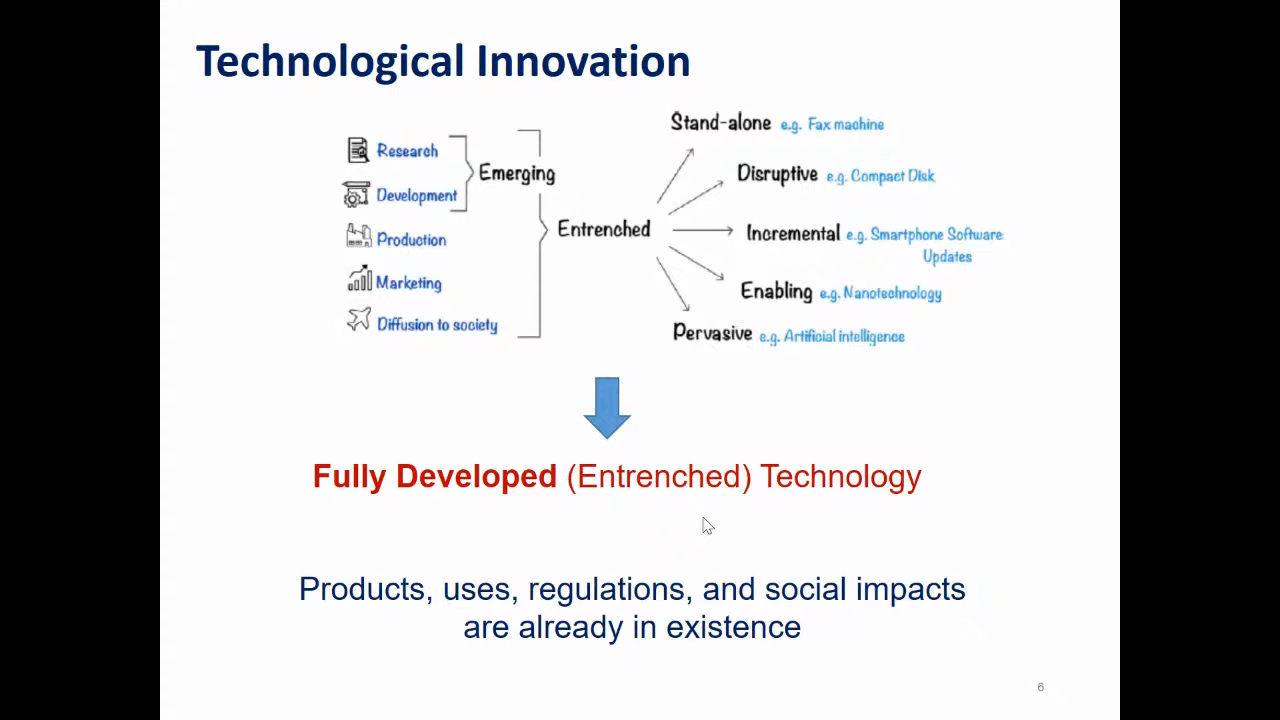 Technological Innovation
Research
Development
Production
Marketing
Diffusion to society
Emerging
Entrenched
Stand-alone e.g. Fax machine
Disruptive e.g. Compact Disk
Incremental e.g. Smartphone Software
Updates
Enabling e.g. Nanotechnology
Pervasive e.g. Artificial intelligence
Fully Developed (Entrenched) Technology
Products, uses, regulations, and social impacts
are already in existence
6